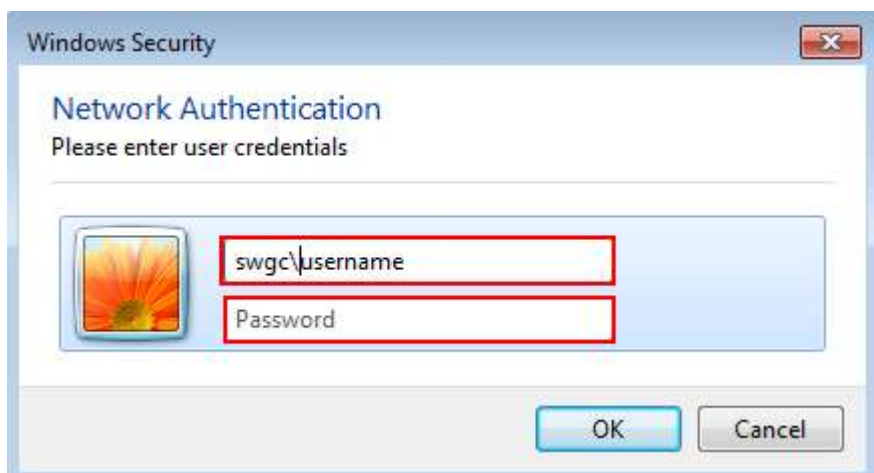 Windows Security
Network Authentication
Please enter user credentials
swgc\username
Password
OK
Cancel